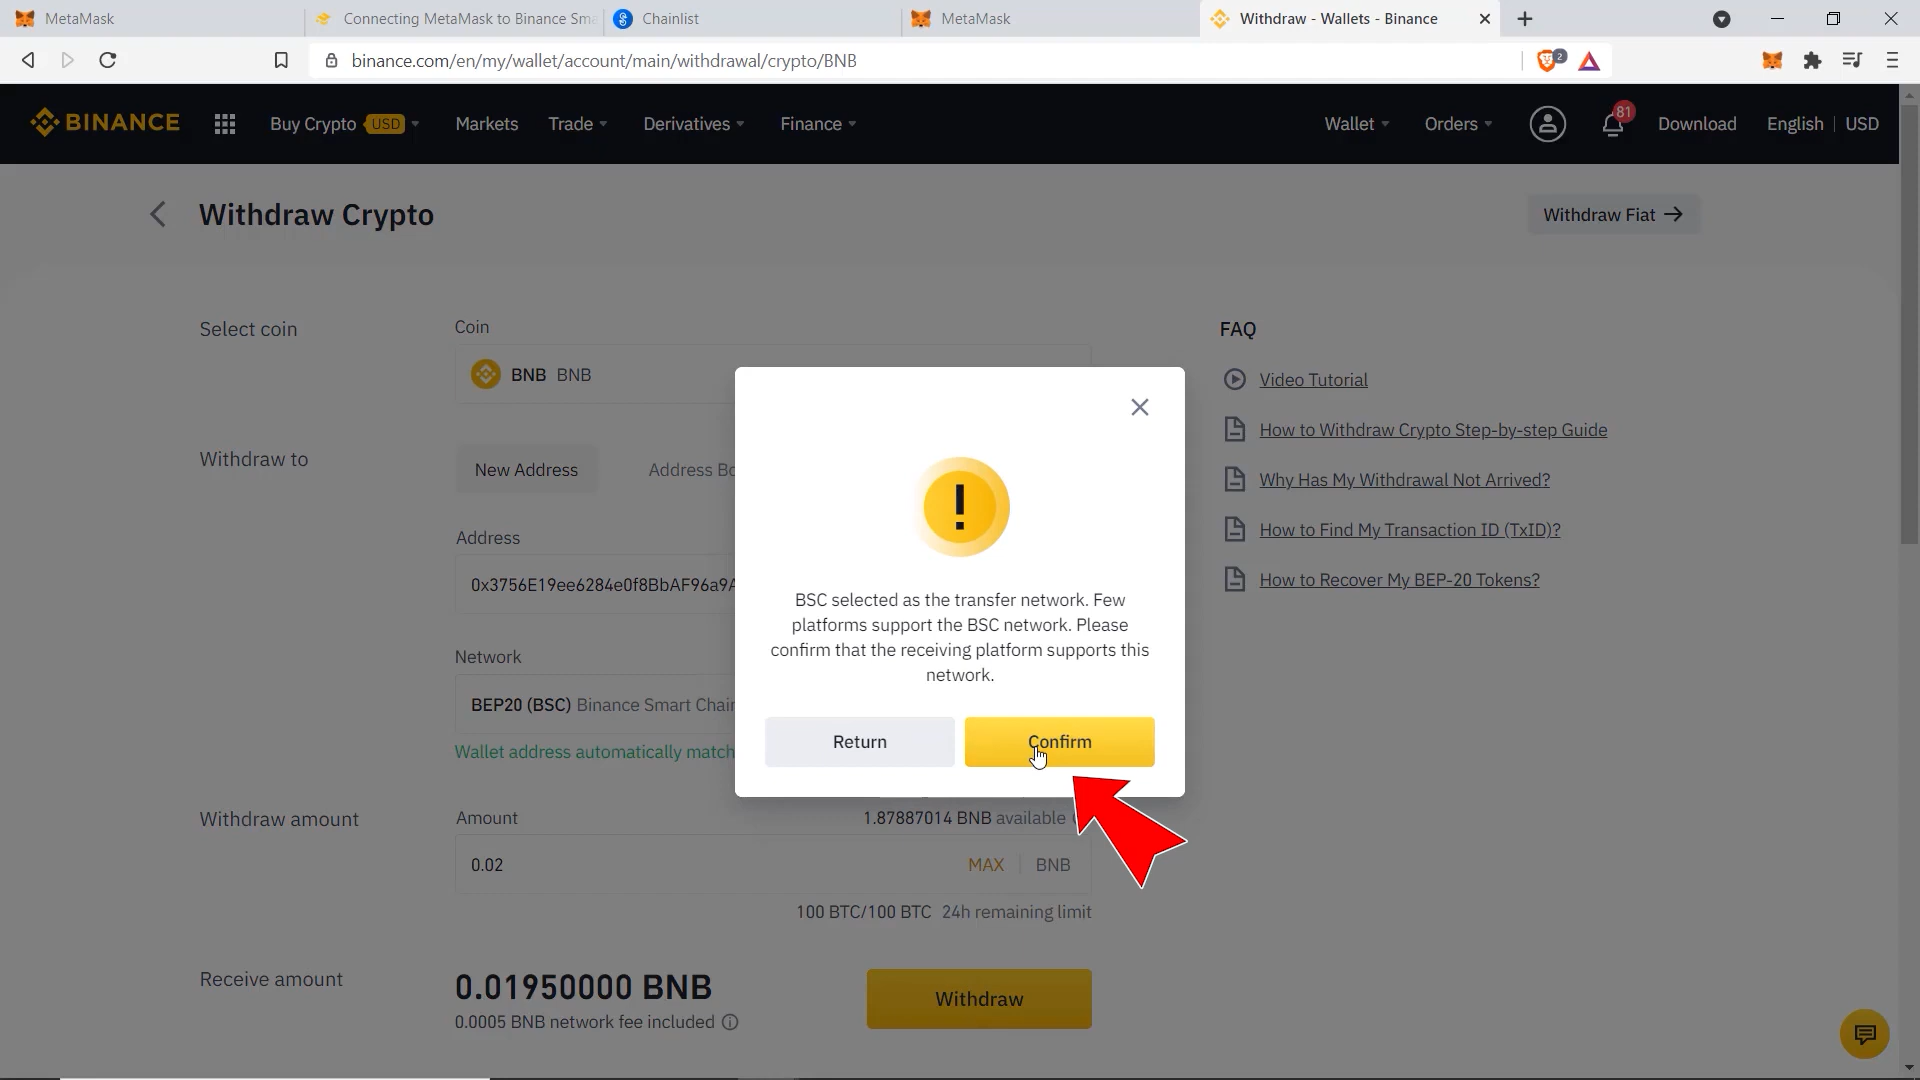 MetaMask
Connecting MetaMask to Binance Sma
Chainlist
MetaMask
Withdraw - Wallets - Binance
binance.com/en/my/wallet/account/main/withdrawal/crypto/BNB
2
BINANCE
Buy Crypto USD
Markets
Trade
Derivatives
Finance
Wallet
Orders
81
Download
English | USD
Withdraw Crypto
Withdraw Fiat →
Select coin
Coin
BNB BNB
FAQ
Video Tutorial
How to Withdraw Crypto Step-by-step Guide
Why Has My Withdrawal Not Arrived?
How to Find My Transaction ID (TxID)?
How to Recover My BEP-20 Tokens?
Withdraw to
New Address
Address Bo
Address
0x3756E19ee6284e0f8BbAF96a9A
Network
BEP20 (BSC) Binance Smart Chain
Wallet address automatically match
BSC selected as the transfer network. Few
platforms support the BSC network. Please
confirm that the receiving platform supports this
network.
Return
Confirm
Withdraw amount
Amount
1.87887014 BNB available
0.02
MAX | BNB
100 BTC/100 BTC 24h remaining limit
Receive amount
0.01950000 BNB
0.0005 BNB network fee included
Withdraw